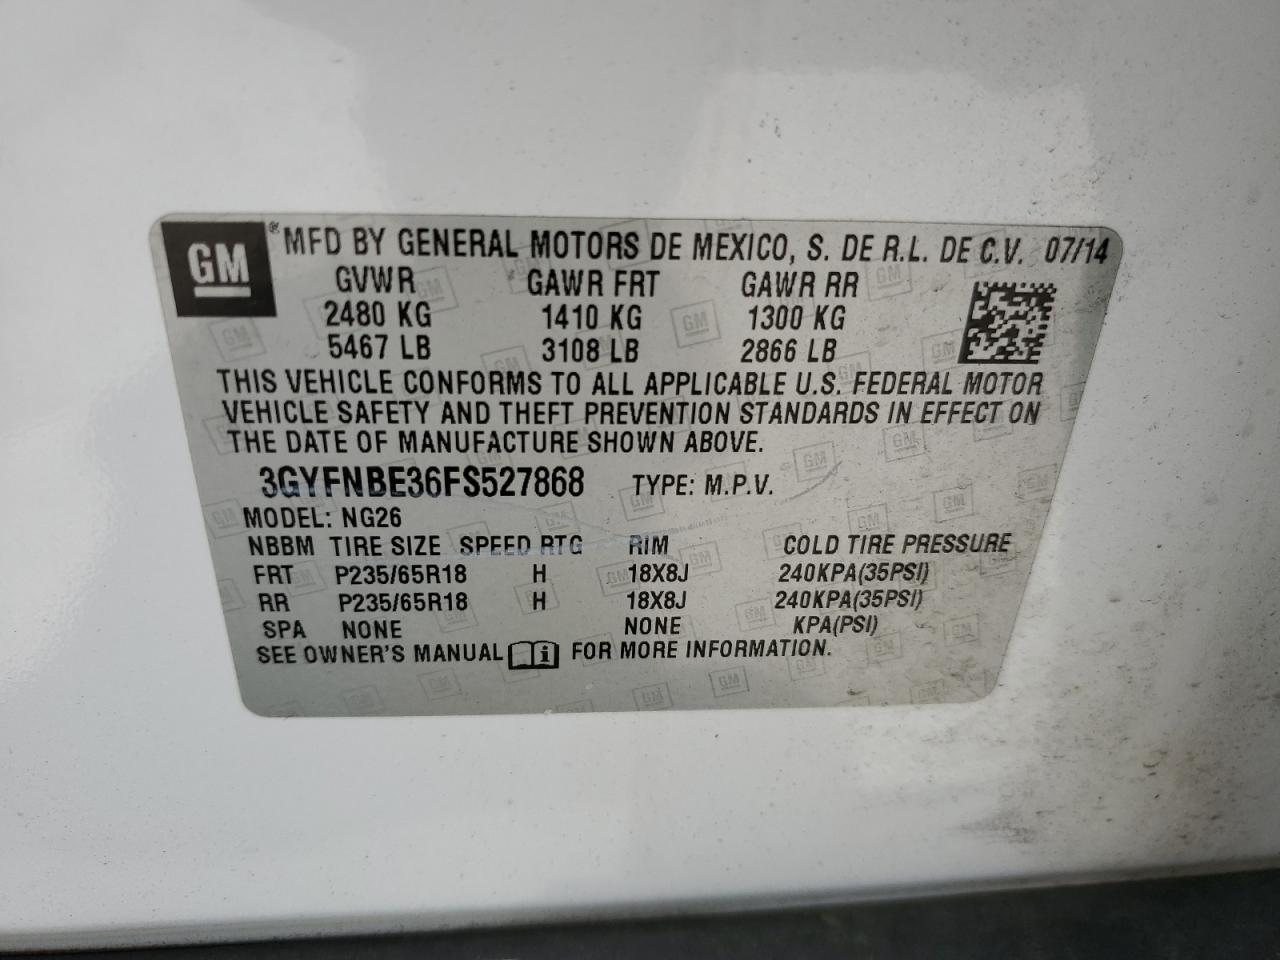 GM ® MFD BY GENERAL MOTORS DE MEXICO, S. DE R.L. DE C.V. 07/14
GVWR GAWR FRT GAWR RR
2480 KG 1410 KG 1300 KG
5467 LB 3108 LB 2866 LB
THIS VEHICLE CONFORMS TO ALL APPLICABLE U.S. FEDERAL MOTOR
VEHICLE SAFETY AND THEFT PREVENTION STANDARDS IN EFFECT ON
THE DATE OF MANUFACTURE SHOWN ABOVE.
3GYFNBE36FS527868 TYPE: M.P.V.
MODEL: NG26
NBBM TIRE SIZE SPEED RTG RIM COLD TIRE PRESSURE
FRT P235/65R18 H 18X8J 240KPA(35PSI)
RR P235/65R18 H 18X8J 240KPA(35PSI)
SPA NONE NONE KPA(PSI)
SEE OWNER'S MANUAL i FOR MORE INFORMATION.